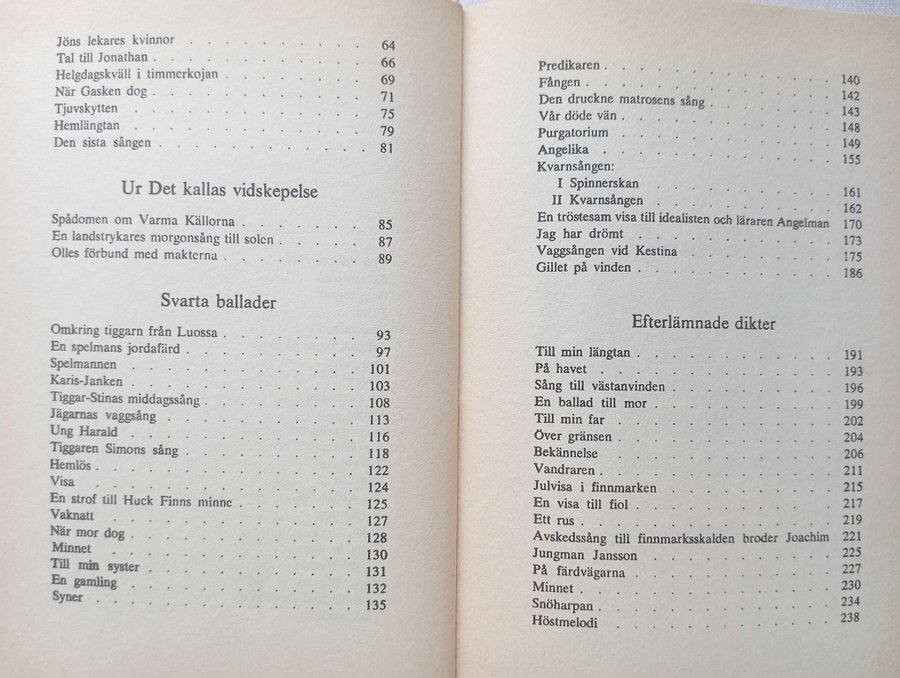 Jöns lekares kvinnor . . . . . . . . . . 64
Tal till Jonathan . . . . . . . . . . . 66
Helgdagskväll i timmerkojan . . . . . . . . 69
När Gasken dog . . . . . . . . . . . 71
Tjuvskytten . . . . . . . . . . . . 75
Hemlängtan . . . . . . . . . . . . 79
Den sista sången . . . . . . . . . . . 81
Ur Det kallas vidskepelse
Spådomen om Varma Källorna . . . . . . . 85
En landstrykares morgonsång till solen . . . . . 87
Olles förbund med makterna . . . . . . . . 89
Svarta ballader
Omkring tiggarn från Luossa . . . . . . . . 93
En spelmans jordafärd . . . . . . . . . . 97
Spelmannen . . . . . . . . . . . . 101
Karis-Janken . . . . . . . . . . . . 103
Tiggar-Stinas middagssång . . . . . . . . . 108
Jägarnas vaggsång . . . . . . . . . . . 113
Ung Harald . . . . . . . . . . . . 116
Tiggaren Simons sång . . . . . . . . . . 118
Hemlös . . . . . . . . . . . . . 122
Visa . . . . . . . . . . . . . . 124
En strof till Huck Finns minne . . . . . . . 125
Vaknatt . . . . . . . . . . . . . 127
När mor dog . . . . . . . . . . . . 128
Minnet . . . . . . . . . . . . . 130
Till min syster . . . . . . . . . . . . 131
En gamling . . . . . . . . . . . . 132
Syner . . . . . . . . . . . . . . 135
Predikaren . . . . . . . . . . . . 140
Fången . . . . . . . . . . . . . 142
Den druckne matrosens sång . . . . . . . . 143
Vår döde vän . . . . . . . . . . . . 148
Purgatorium . . . . . . . . . . . . 149
Angelika . . . . . . . . . . . . . 155
Kvarnsången:
I Spinnerskan . . . . . . . . . . . 161
II Kvarnsången . . . . . . . . . . . 162
En tröstesam visa till idealisten och läraren Angelman 170
Jag har drömt . . . . . . . . . . . . 173
Vaggsången vid Kestina . . . . . . . . . 175
Gillet på vinden . . . . . . . . . . . 186
Efterlämnade dikter
Till min längtan . . . . . . . . . . . 191
På havet . . . . . . . . . . . . . 193
Sång till västanvinden . . . . . . . . . . 196
En ballad till mor . . . . . . . . . . . 199
Till min far . . . . . . . . . . . . 202
Över gränsen . . . . . . . . . . . . 204
Bekännelse . . . . . . . . . . . . 206
Vandraren . . . . . . . . . . . . . 211
Julvisa i finnmarken . . . . . . . . . . 215
En visa till fiol . . . . . . . . . . . . 217
Ett rus . . . . . . . . . . . . . . 219
Avskedssång till finnmarksskalden broder Joachim 221
Jungman Jansson . . . . . . . . . . . 225
På färdvägarna . . . . . . . . . . . 227
Minnet . . . . . . . . . . . . . 230
Snöharpan . . . . . . . . . . . . . 234
Höstmelodi . . . . . . . . . . . . 238